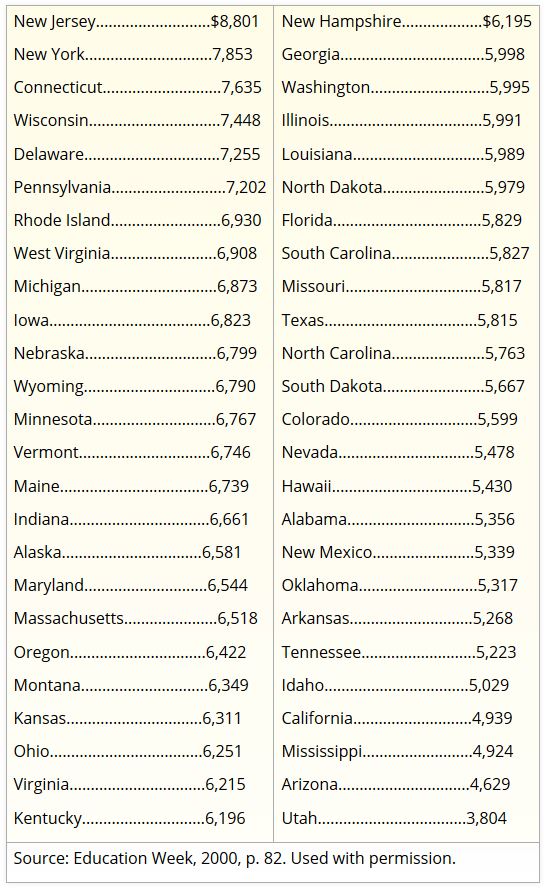 New Jersey............................$8,801
New York...............................7,853
Connecticut............................7,635
Wisconsin................................7,448
Delaware.................................7,255
Pennsylvania............................7,202
Rhode Island...........................6,930
West Virginia...........................6,908
Michigan.................................6,873
Iowa.......................................6,823
Nebraska................................6,799
Wyoming................................6,790
Minnesota..............................6,767
Vermont................................6,746
Maine....................................6,739
Indiana..................................6,661
Alaska...................................6,581
Maryland...............................6,544
Massachusetts.......................6,518
Oregon.................................6,422
Montana................................6,349
Kansas..................................6,311
Ohio......................................6,251
Virginia.................................6,215
Kentucky..............................6,196
New Hampshire....................$6,195
Georgia..................................5,998
Washington...........................5,995
Illinois.....................................5,991
Louisiana...............................5,989
North Dakota........................5,979
Florida....................................5,829
South Carolina.......................5,827
Missouri.................................5,817
Texas.....................................5,815
North Carolina.......................5,763
South Dakota........................5,667
Colorado................................5,599
Nevada.................................5,478
Hawaii...................................5,430
Alabama...............................5,356
New Mexico..........................5,339
Oklahoma.............................5,317
Arkansas...............................5,268
Tennessee............................5,223
Idaho....................................5,029
California..............................4,939
Mississippi............................4,924
Arizona.................................4,629
Utah.....................................3,804
Source: Education Week, 2000, p. 82. Used with permission.